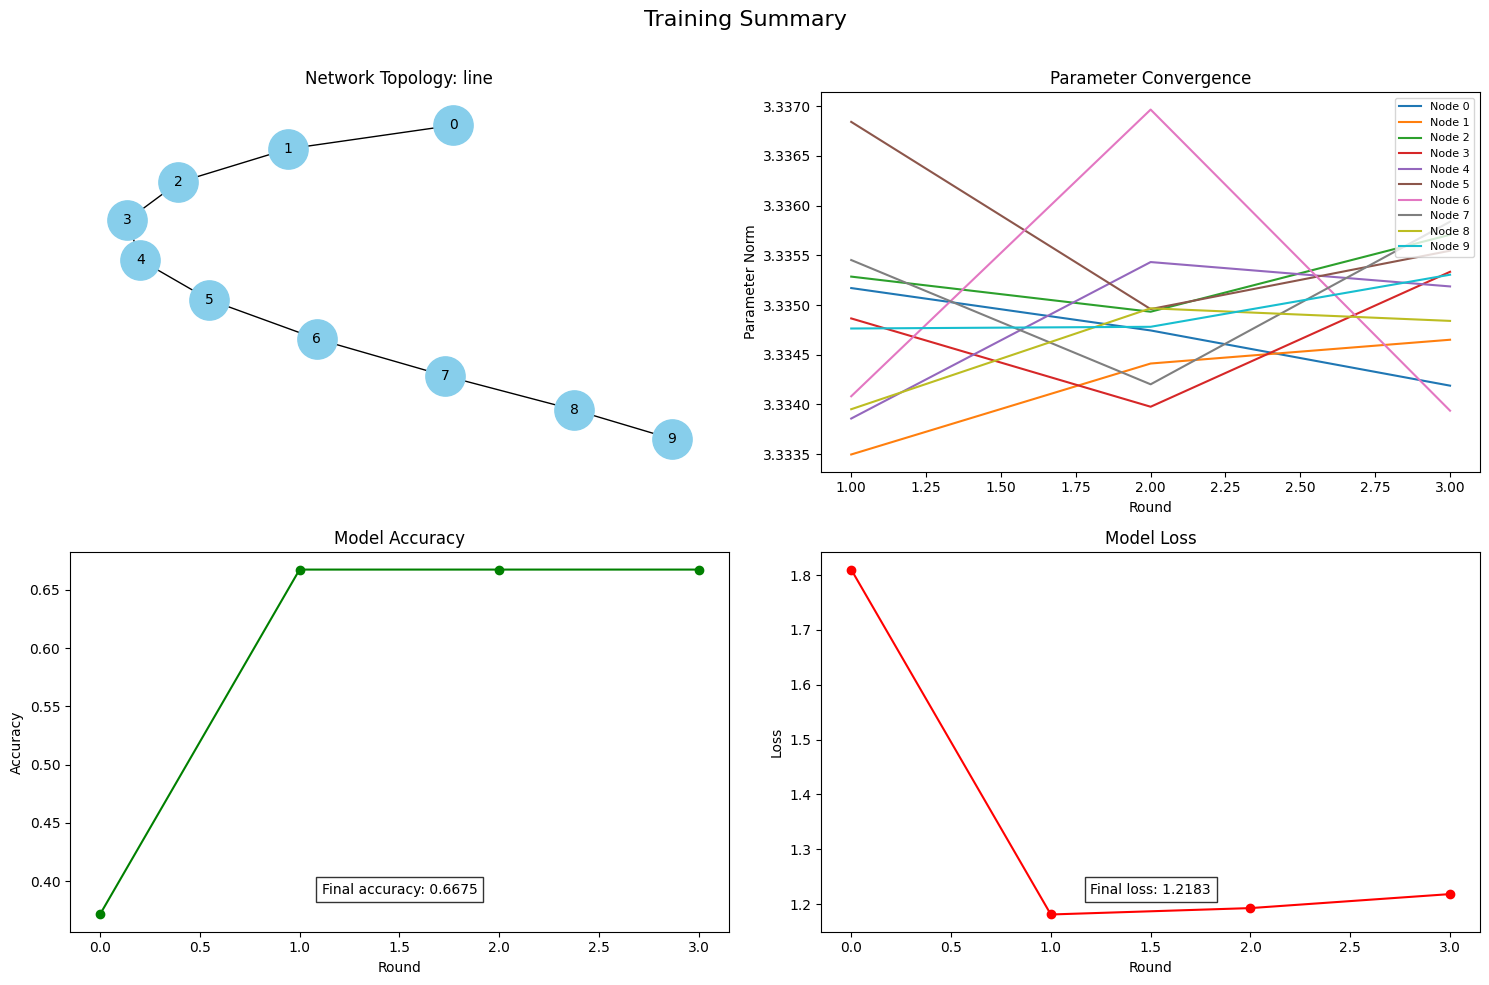 Training Summary
Network Topology: line
0
1
2
3
4
5
6
7
8
9
Parameter Convergence
Parameter Norm
3.3370
3.3365
3.3360
3.3355
3.3350
3.3345
3.3340
3.3335
Node 0
Node 1
Node 2
Node 3
Node 4
Node 5
Node 6
Node 7
Node 8
Node 9
1.00 1.25 1.50 1.75 2.00 2.25 2.50 2.75 3.00
Round
Model Accuracy
Accuracy
0.65
0.60
0.55
0.50
0.45
0.40
Final accuracy: 0.6675
0.0 0.5 1.0 1.5 2.0 2.5 3.0
Round
Model Loss
Loss
1.8
1.7
1.6
1.5
1.4
1.3
1.2
Final loss: 1.2183
0.0 0.5 1.0 1.5 2.0 2.5 3.0
Round